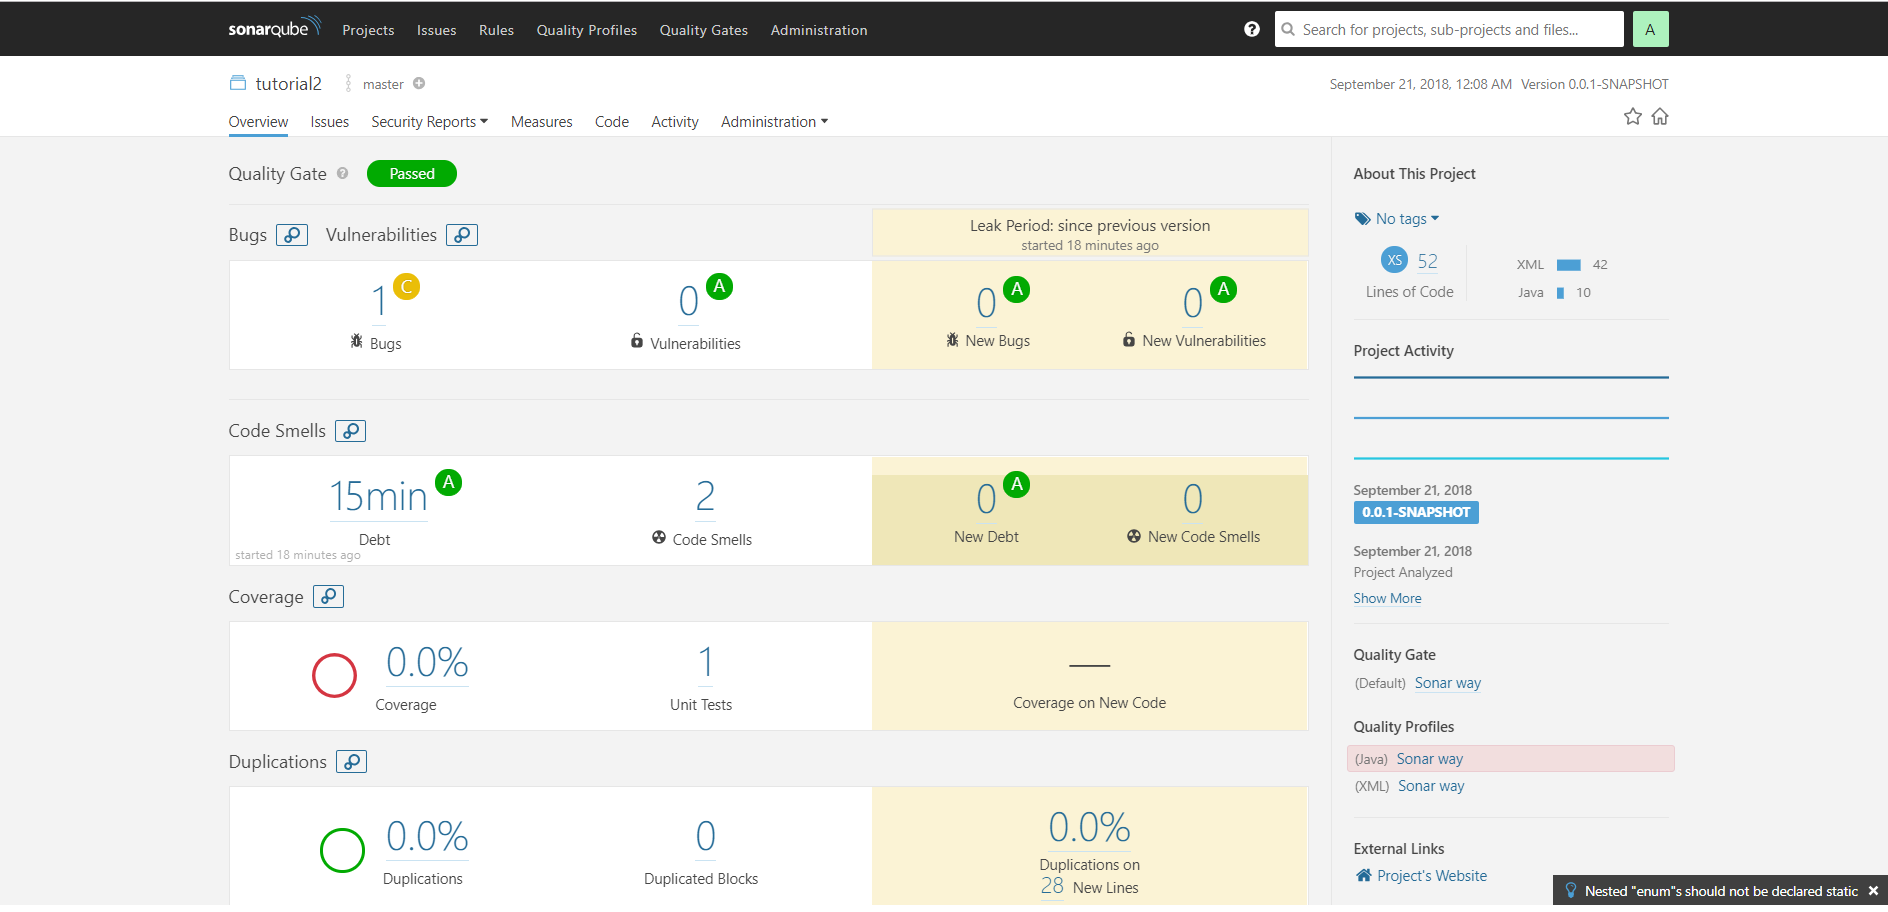 sonarqube Projects Issues Rules Quality Profiles Quality Gates Administration ? Search for projects, sub-projects and files... A
tutorial2 master September 21, 2018, 12:08 AM Version 0.0.1-SNAPSHOT
Overview Issues Security Reports Measures Code Activity Administration
Quality Gate ? Passed
Leak Period: since previous version
started 18 minutes ago
Bugs Vulnerabilities
1 C 0 A 0 A 0 A
Bugs Vulnerabilities New Bugs New Vulnerabilities
Code Smells
15min A 2 0 A 0
Debt Code Smells New Debt New Code Smells
started 18 minutes ago
Coverage
0.0% 1 —
Coverage Unit Tests Coverage on New Code
Duplications
0.0% 0 0.0%
Duplications Duplicated Blocks Duplications on
28 New Lines
About This Project
No tags
XS 52
Lines of Code
XML 42
Java 10
Project Activity
September 21, 2018
0.0.1-SNAPSHOT
September 21, 2018
Project Analyzed
Show More
Quality Gate
(Default) Sonar way
Quality Profiles
(Java) Sonar way
(XML) Sonar way
External Links
Project's Website
Nested "enum"s should not be declared static ×